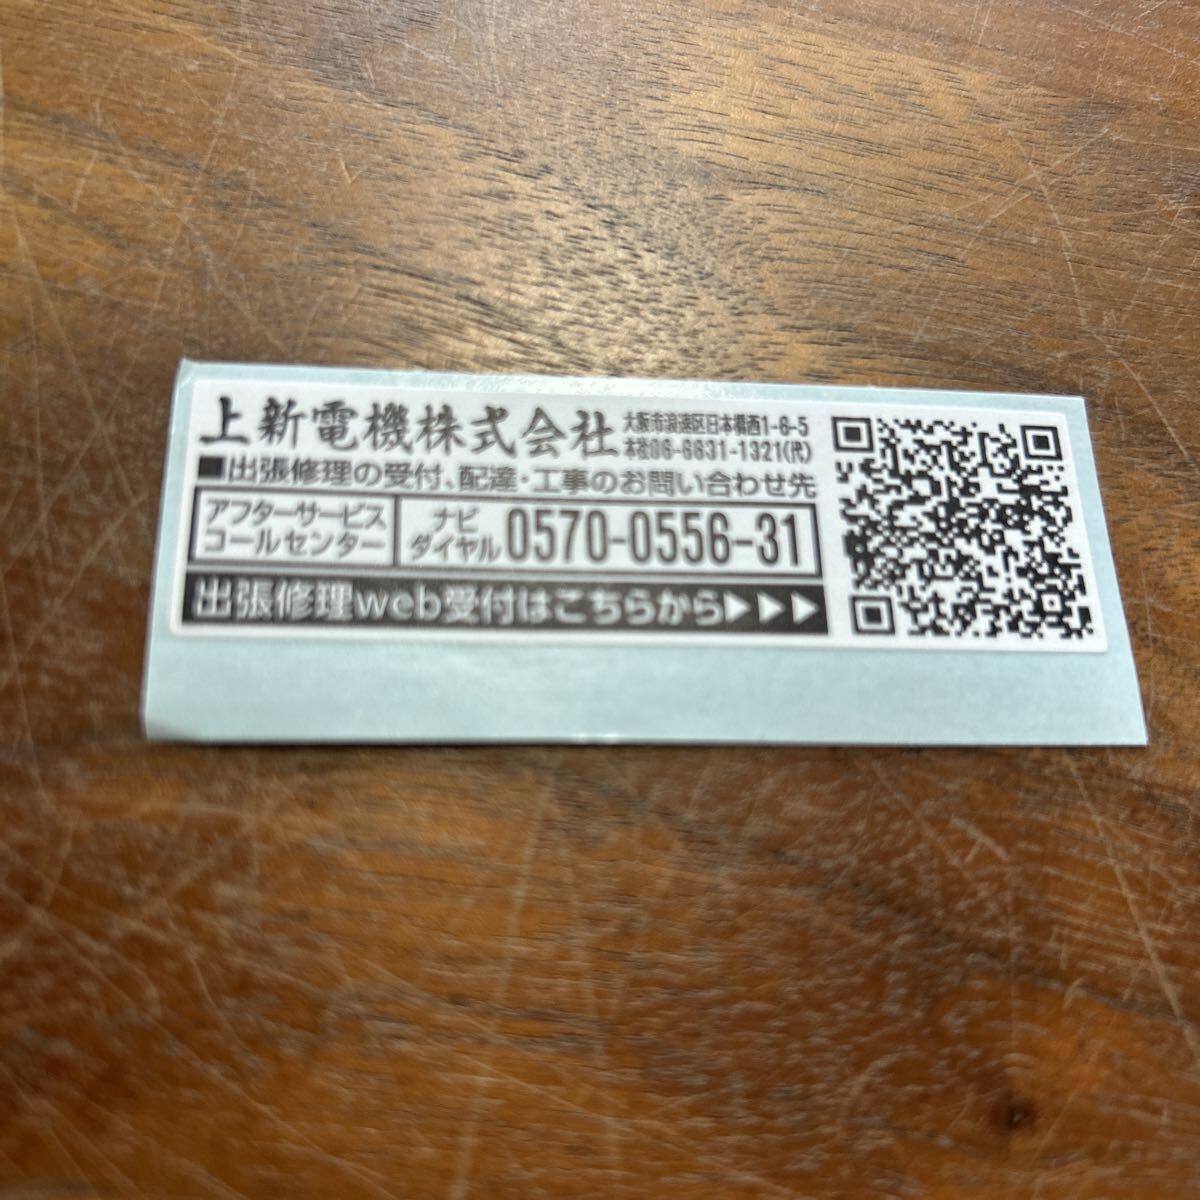 上新電機株式会社 大阪市浪速区日本橋西1-6-5
本社06-6631-1321(代)
■出張修理の受付、配達・工事のお問い合わせ先
アフターサービス
コールセンター
ナビ
ダイヤル 0570-0556-31
出張修理web受付はこちらから▶▶▶